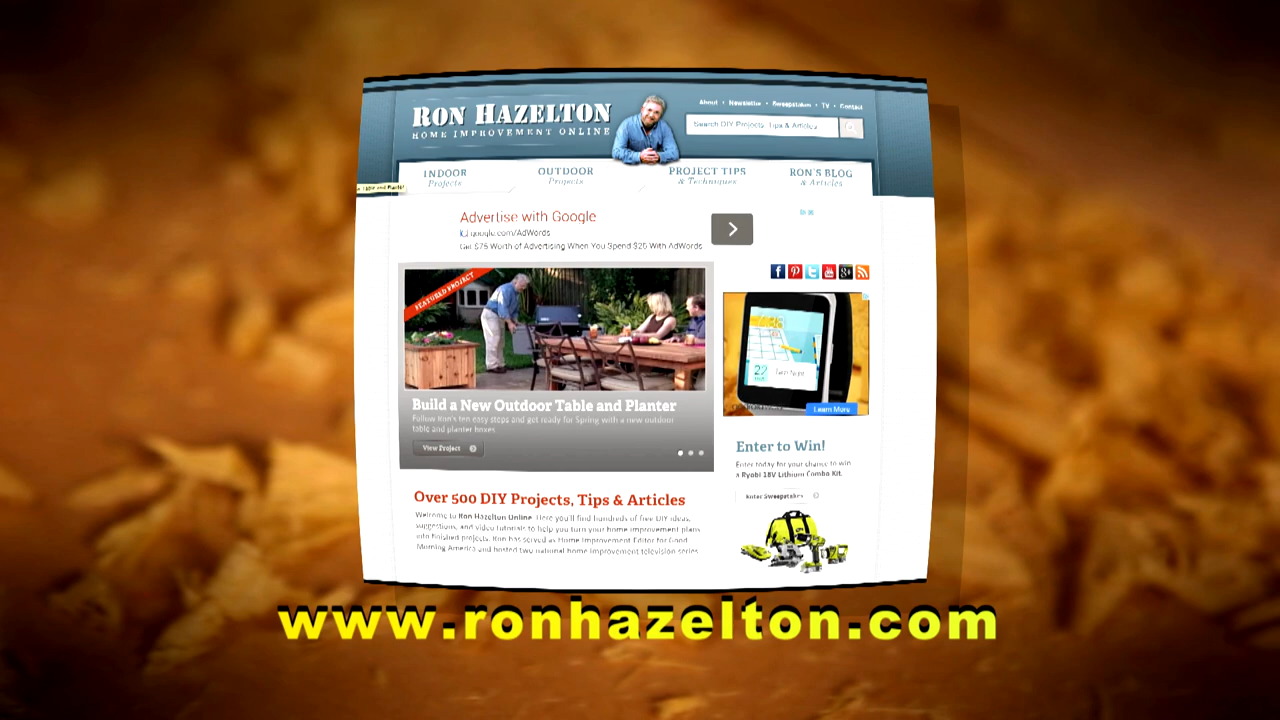 RON HAZELTON
HOME IMPROVEMENT ONLINE
About • Newsletter • Sweepstakes • TV • Contact
Search DIY Projects, Tips & Articles
INDOOR
Projects
OUTDOOR
Projects
PROJECT TIPS
& Techniques
RON'S BLOG
& Articles
Table and Planter
Advertise with Google
google.com/AdWords
Get $75 Worth of Advertising When You Spend $25 With AdWords
FEATURED PROJECT
Build a New Outdoor Table and Planter
Follow Ron's ten easy steps and get ready for Spring with a new outdoor
table and planter boxes
View Project
22
Learn More
Enter to Win!
Enter today for your chance to win
a Ryobi 18V Lithium Combo Kit.
Enter Sweepstakes
Over 500 DIY Projects, Tips & Articles
Welcome to Ron Hazelton Online. Here you'll find hundreds of free DIY ideas,
suggestions, and video tutorials to help you turn your home improvement plans
into finished projects. Ron has served as Home Improvement Editor for Good
Morning America and hosted two national home improvement television series
www.ronhazelton.com